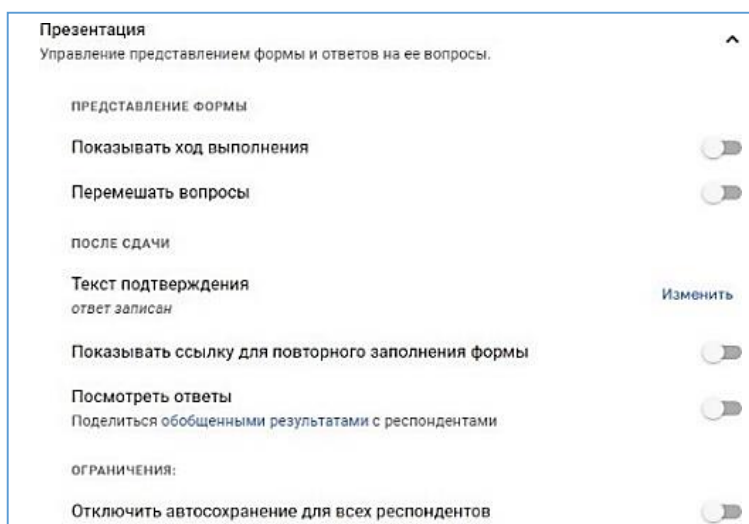 Презентация
Управление представлением формы и ответов на ее вопросы.
ПРЕДСТАВЛЕНИЕ ФОРМЫ
Показывать ход выполнения
Перемешать вопросы
ПОСЛЕ СДАЧИ
Текст подтверждения
Изменить
ответ записан
Показывать ссылку для повторного заполнения формы
Посмотреть ответы
Поделиться обобщенными результатами с респондентами
ОГРАНИЧЕНИЯ:
Отключить автосохранение для всех респондентов